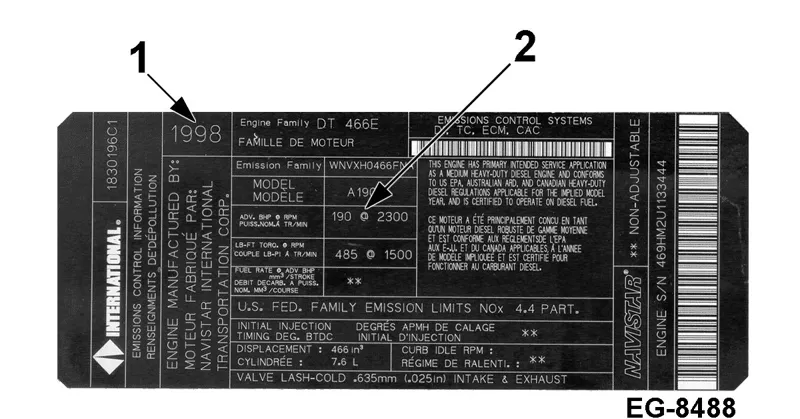 1
2
1830196C1
INTERNATIONAL®
EMISSIONS CONTROL INFORMATION
RENSEIGNMENTS DE DÉPOLLUTION
ENGINE MANUFACTURED BY:
MOTEUR FABRIQUÉ PAR:
NAVISTAR INTERNATIONAL
TRANSPORTATION CORP.
1998
Engine Family DT 466E
FAMILLE DE MOTEUR
EMISSIONS CONTROL SYSTEMS
DI, TC, ECM, CAC
Emission Family WNVXH0466FNA
MODEL
MODÈLE
A190
ADV. BHP @ RPM
PUISS.NOM.À TR/MIN
190 @ 2300
LB-FT TORQ. @ RPM
COUPLE LB-PI À TR/MIN
485 @ 1500
FUEL RATE @ ADV BHP
mm³/STROKE
DEBIT DECARB. A PUISS.
NOM. MM³/COURSE
**
THIS ENGINE HAS PRIMARY INTENDED SERVICE APPLICATION
AS A MEDIUM HEAVY-DUTY DIESEL ENGINE AND CONFORMS
TO US EPA, AUSTRALIAN ARD, AND CANADIAN HEAVY-DUTY
DIESEL REGULATIONS APPLICABLE FOR THE IMPLIED MODEL
YEAR, AND IS CERTIFIED TO OPERATE ON DIESEL FUEL.
CE MOTEUR A ÉTÉ PRINCIPALEMENT CONCU EN TANT
QU'UN MOTEUR DIESEL ROBUSTE DE GAMME MOYENNE
ET EST CONFORME AUX RÉGLEMENTSDE L'EPA
AUX E-.U. ET DU CANADA APPLICABLES À L'ANNÉE
DE MODÈLE IMPLIQUÉE ET EST CERTIFIÉ POUR
FONCTIONNER AU CARBURANT DIESEL.
U.S. FED. FAMILY EMISSION LIMITS NOx 4.4 PART.
INITIAL INJECTION DEGRÉS APMH DE CALAGE
TIMING DEG. BTDC INITIAL D'INJECTION **
DISPLACEMENT : 466 in³
CYLINDRÉE : 7.6 L
CURB IDLE RPM :
RÉGIME DE RALENTI. : **
VALVE LASH-COLD .635mm (.025in) INTAKE & EXHAUST
NAVISTAR®
** NON-ADJUSTABLE
ENGINE S/N 469HM2U1133444
EG-8488